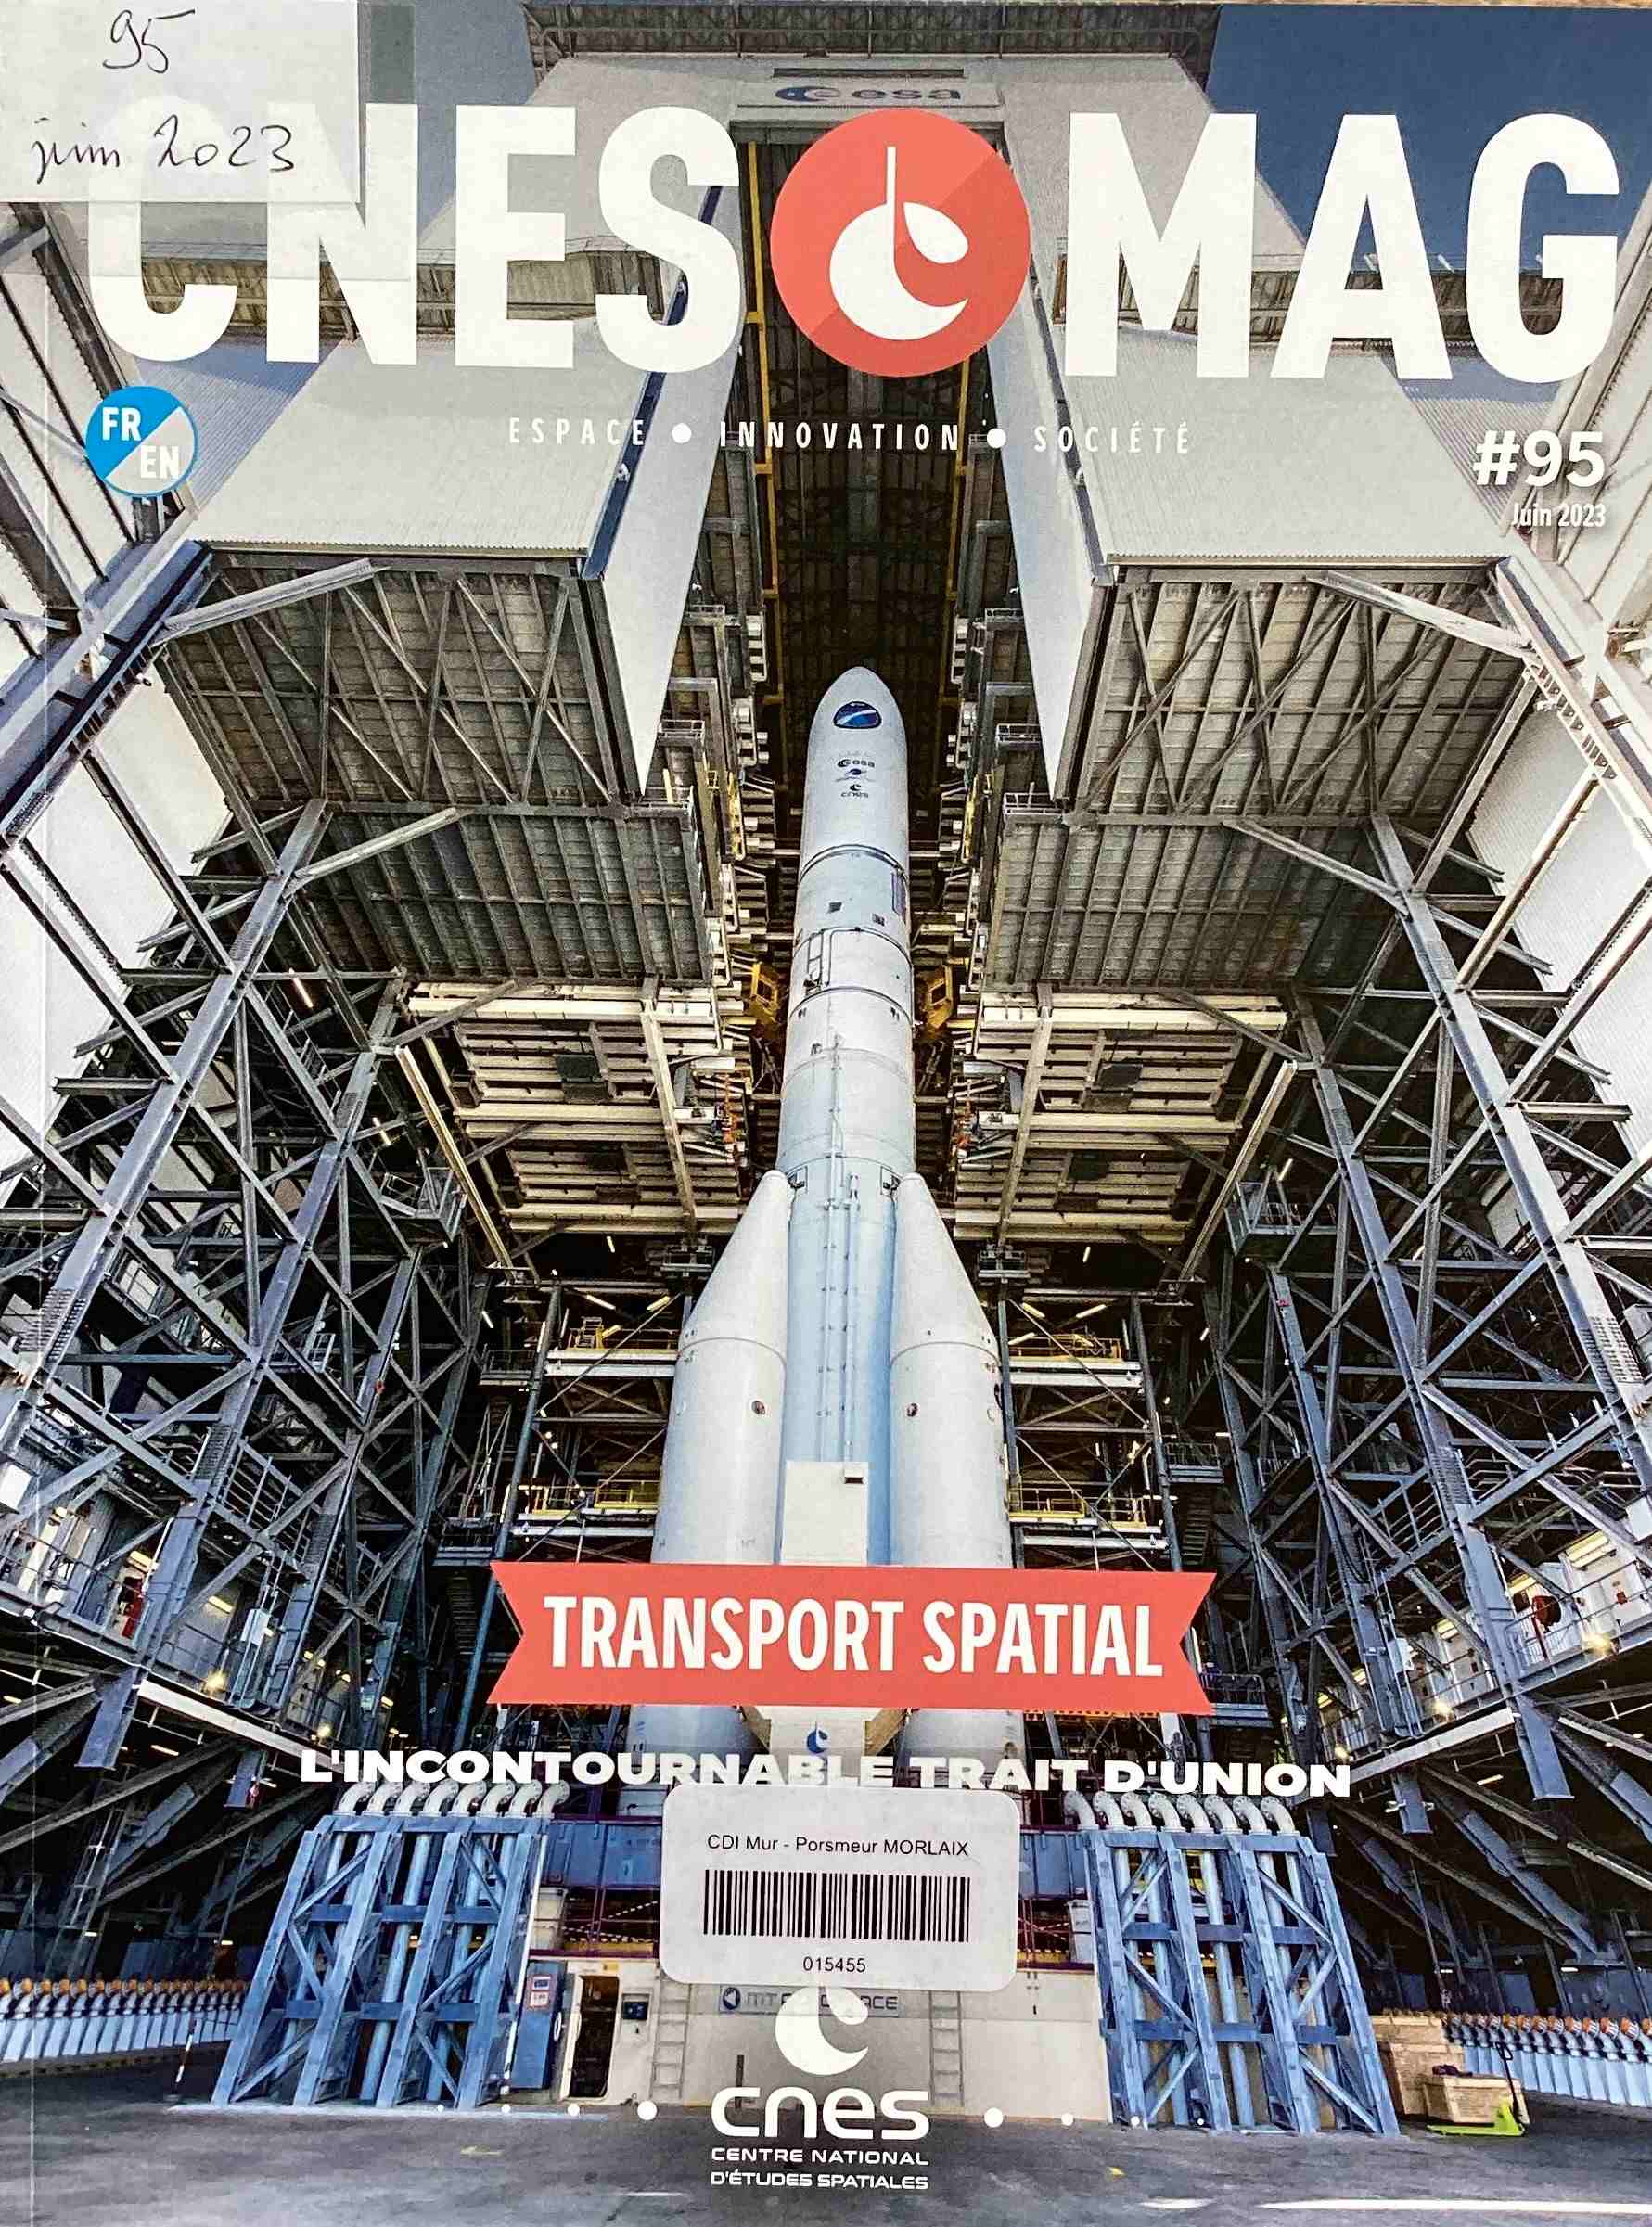 95
juin 2023
esa
CNES MAG
FR
EN
ESPACE • INNOVATION • SOCIÉTÉ
#95
Juin 2023
esa
cnes
TRANSPORT SPATIAL
L'INCONTOURNABLE TRAIT D'UNION
CDI Mur - Porsmeur MORLAIX
015455
cnes
CENTRE NATIONAL
D'ÉTUDES SPATIALES